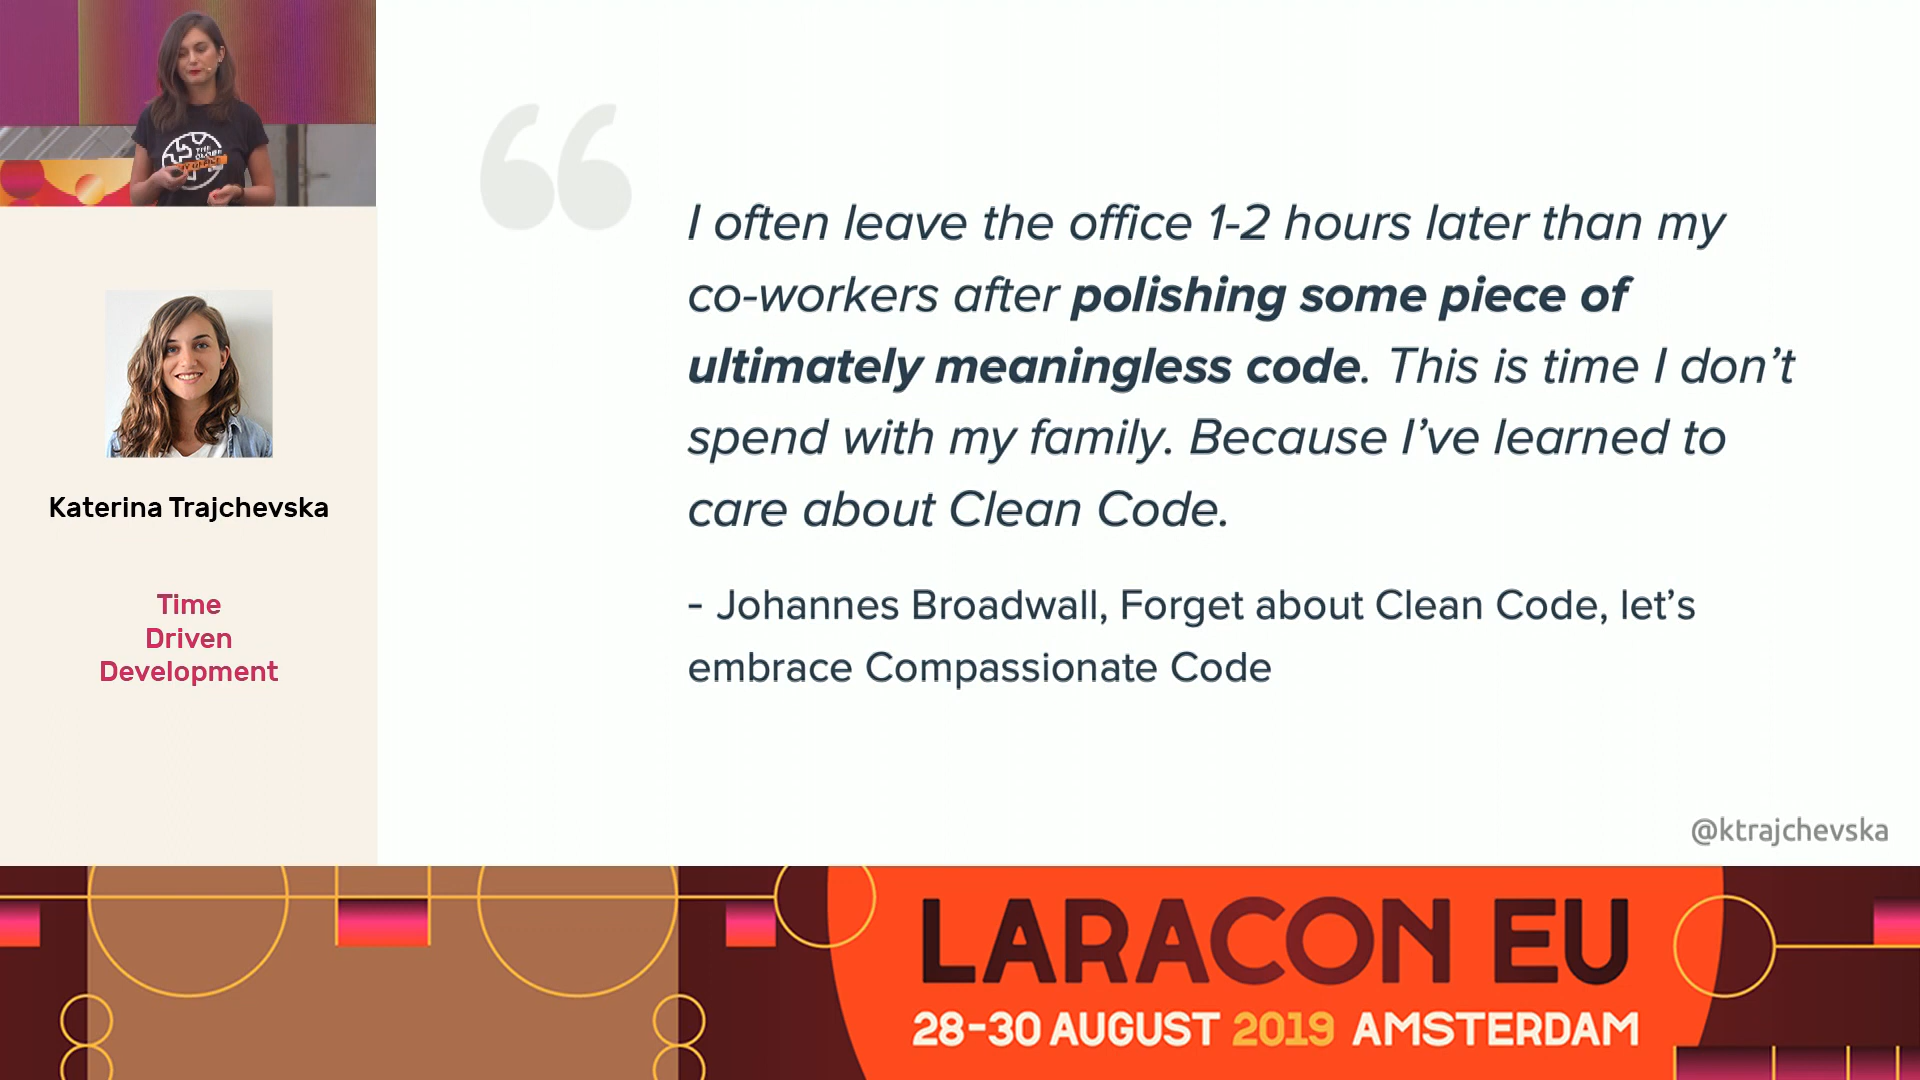 Katerina Trajchevska
Time
Driven
Development
I often leave the office 1-2 hours later than my
co-workers after polishing some piece of
ultimately meaningless code. This is time I don’t
spend with my family. Because I’ve learned to
care about Clean Code.
- Johannes Broadwall, Forget about Clean Code, let’s
embrace Compassionate Code
@ktrajchevska
LARACON EU
28-30 AUGUST 2019 AMSTERDAM